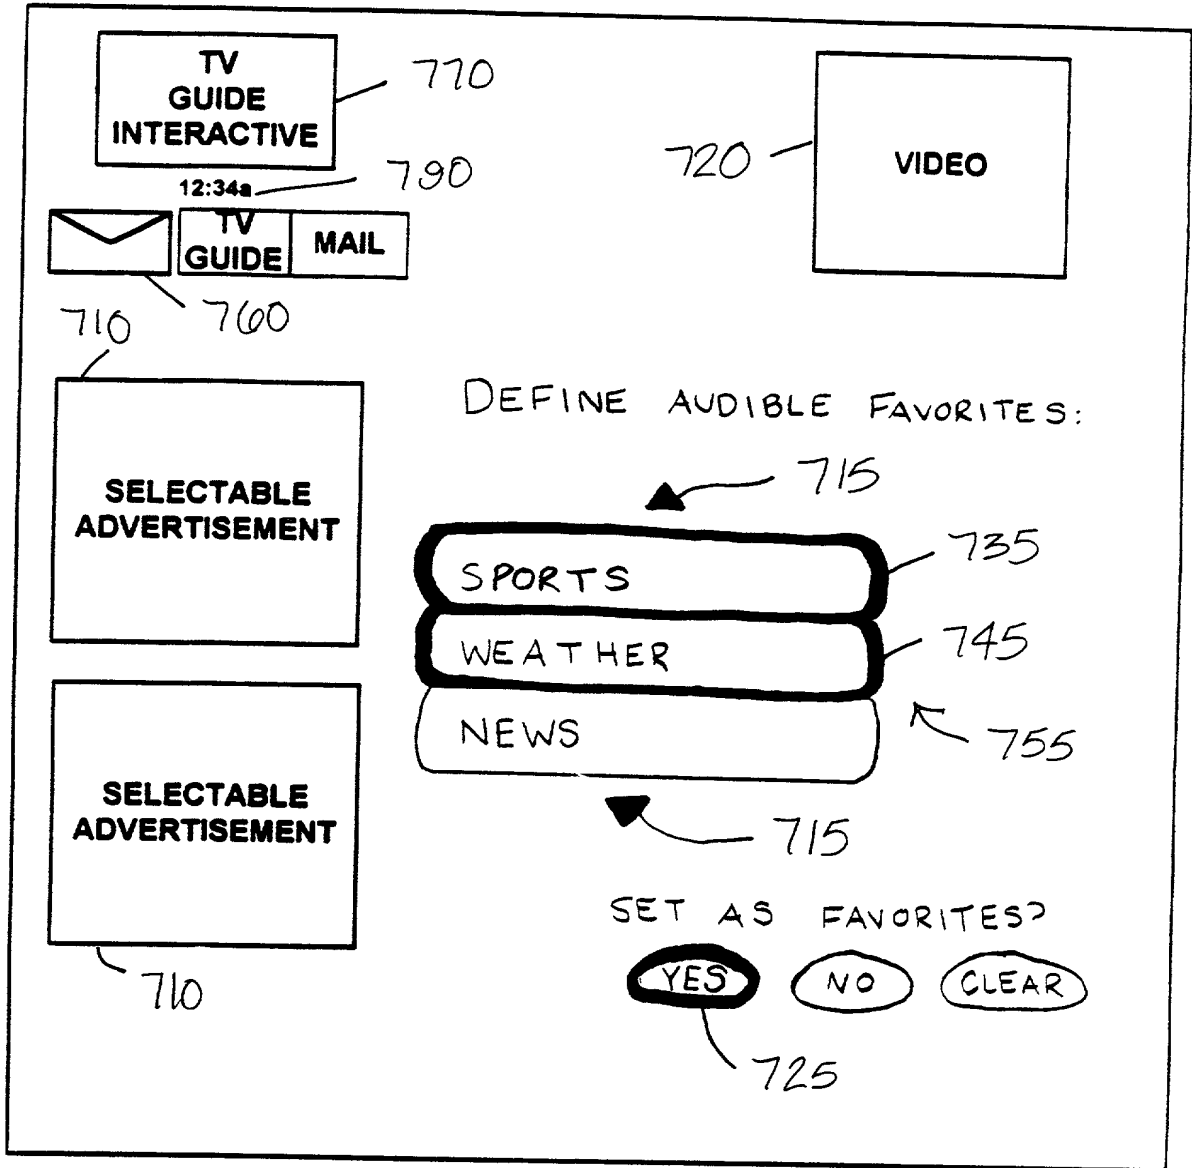 TV
GUIDE
INTERACTIVE
770
720
VIDEO
12:34a
790
TV
GUIDE
MAIL
710
760
DEFINE AUDIBLE FAVORITES:
715
SELECTABLE
ADVERTISEMENT
SPORTS
735
WEATHER
745
NEWS
755
SELECTABLE
ADVERTISEMENT
715
SET AS FAVORITES?
710
YES
NO
CLEAR
725